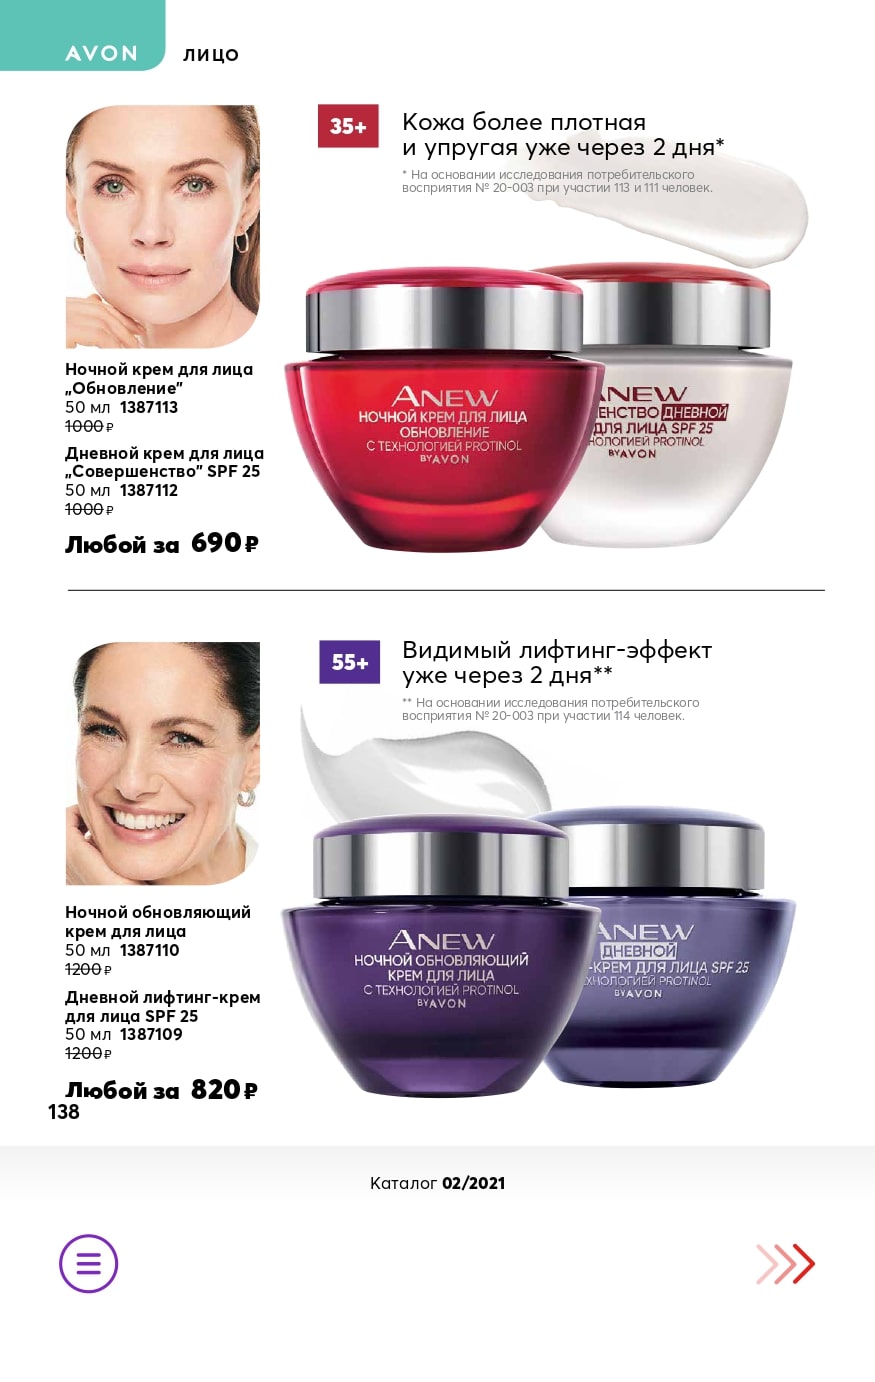 AVON
ЛИЦО
35+
Кожа более плотная
и упругая уже через 2 дня*
* На основании исследования потребительского
восприятия № 20-003 при участии 113 и 111 человек.
Ночной крем для лица
„Обновление”
50 мл 1387113
1000 ₽
Дневной крем для лица
„Совершенство” SPF 25
50 мл 1387112
1000 ₽
Любой за 690 ₽
ANEW
НОЧНОЙ КРЕМ ДЛЯ ЛИЦА
ОБНОВЛЕНИЕ
С ТЕХНОЛОГИЕЙ PROTINOL
BY AVON
NEW
ЕНСТВО ДНЕВНОЙ
ДЛЯ ЛИЦА SPF 25
НОЛОГИЕЙ PROTINOL
BY AVON
55+
Видимый лифтинг-эффект
уже через 2 дня**
** На основании исследования потребительского
восприятия № 20-003 при участии 114 человек.
Ночной обновляющий
крем для лица
50 мл 1387110
1200 ₽
Дневной лифтинг-крем
для лица SPF 25
50 мл 1387109
1200 ₽
Любой за 820 ₽
ANEW
НОЧНОЙ ОБНОВЛЯЮЩИЙ
КРЕМ ДЛЯ ЛИЦА
С ТЕХНОЛОГИЕЙ PROTINOL
BY AVON
NEW
ДНЕВНОЙ
-КРЕМ ДЛЯ ЛИЦА SPF 25
ХНОЛОГИЕЙ PROTINOL
BY AVON
138
Каталог 02/2021